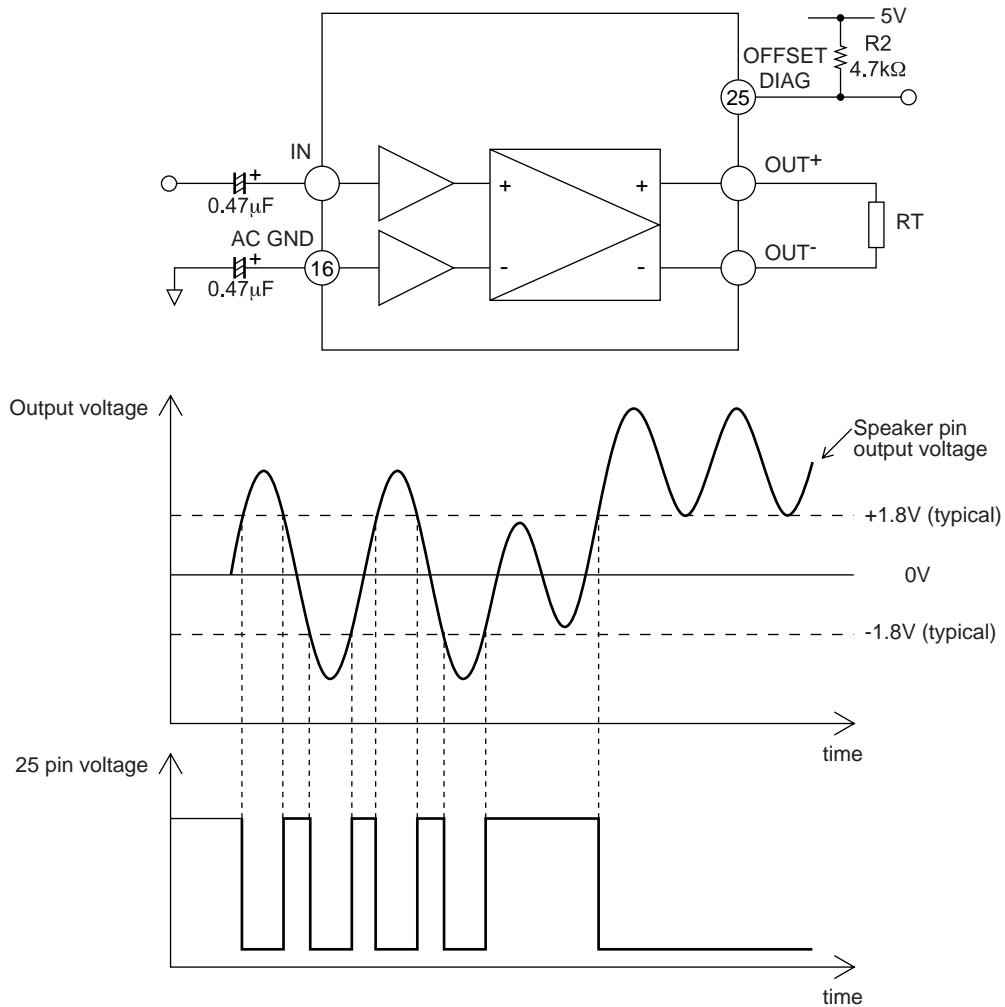 5V
OFFSET
DIAG
R2
4.7kΩ
25
IN
OUT+
+
0.47μF
+
+
RT
AC GND
OUT-
+
16
-
-
0.47μF
Output voltage
Speaker pin
output voltage
+1.8V (typical)
0V
-1.8V (typical)
time
25 pin voltage
time